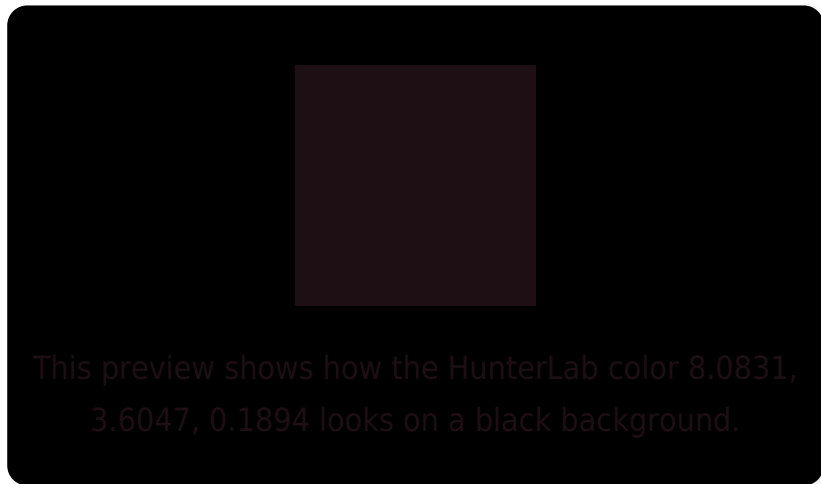 This preview shows how the HunterLab color 8.0831,
3.6047, 0.1894 looks on a black background.